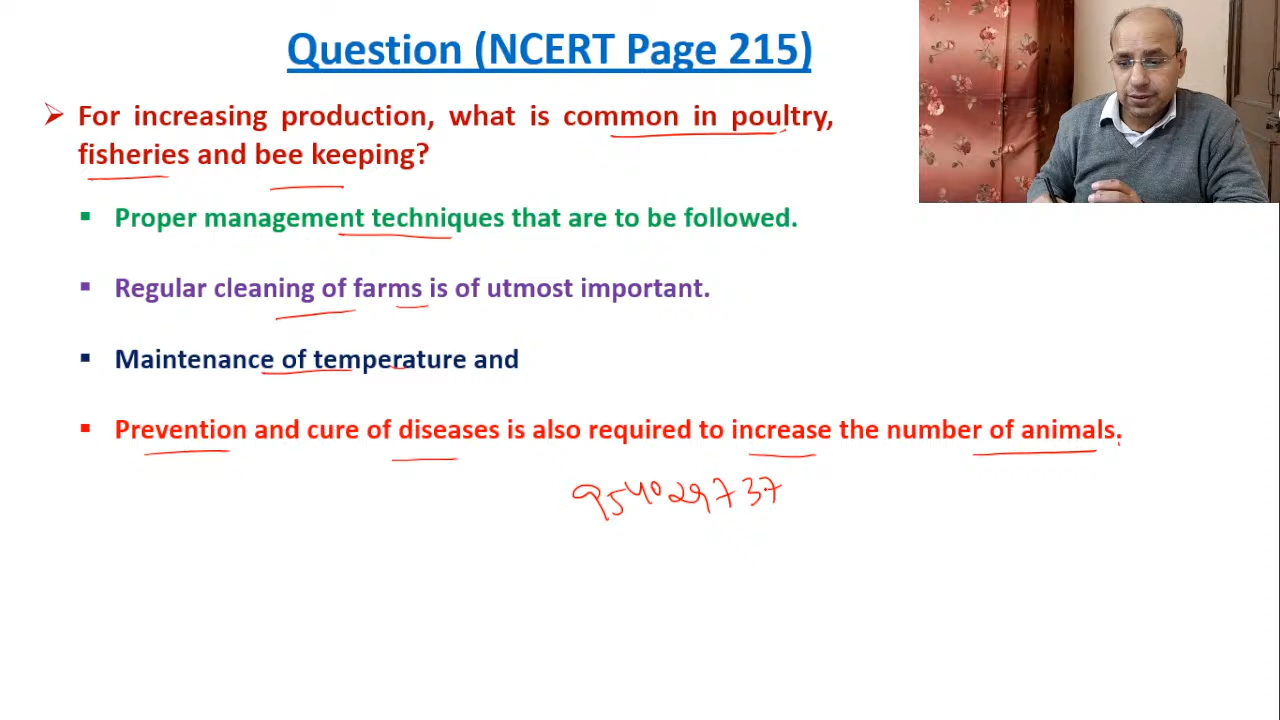 Question (NCERT Page 215)
➢ For increasing production, what is common in poultry,
fisheries and bee keeping?
▪ Proper management techniques that are to be followed.
▪ Regular cleaning of farms is of utmost important.
▪ Maintenance of temperature and
▪ Prevention and cure of diseases is also required to increase the number of animals.
954029737